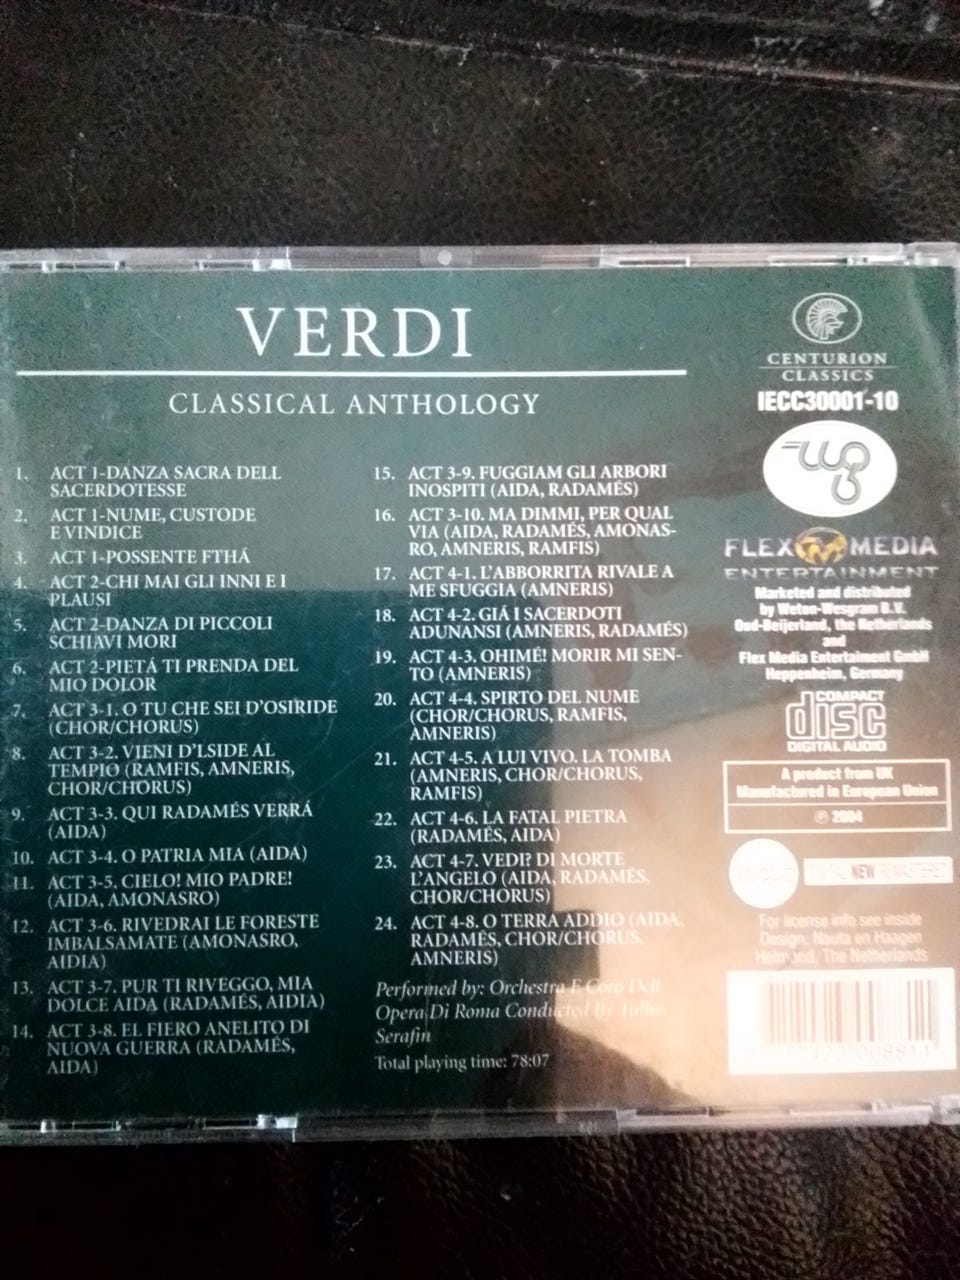 VERDI
CLASSICAL ANTHOLOGY
1. ACT 1-DANZA SACRA DELL
SACERDOTESSE
2. ACT 1-NUME, CUSTODE
E VINDICE
3. ACT 1-POSSENTE FTHÁ
4. ACT 2-CHI MAI GLI INNI E I
PLAUSI
5. ACT 2-DANZA DI PICCOLI
SCHIAVI MORI
6. ACT 2-PIETÁ TI PRENDA DEL
MIO DOLOR
7. ACT 3-1. O TU CHE SEI D'OSIRIDE
(CHOR/CHORUS)
8. ACT 3-2. VIENI D'LSIDE AL
TEMPIO (RAMFIS, AMNERIS,
CHOR/CHORUS)
9. ACT 3-3. QUI RADAMÉS VERRÁ
(AIDA)
10. ACT 3-4. O PATRIA MIA (AIDA)
11. ACT 3-5. CIELO! MIO PADRE!
(AIDA, AMONASRO)
12. ACT 3-6. RIVEDRAI LE FORESTE
IMBALSAMATE (AMONASRO,
AIDIA)
13. ACT 3-7. PUR TI RIVEGGO, MIA
DOLCE AIDA (RADAMÉS, AIDIA)
14. ACT 3-8. EL FIERO ANELITO DI
NUOVA GUERRA (RADAMÉS,
AIDA)
15. ACT 3-9. FUGGIAM GLI ARBORI
INOSPITI (AIDA, RADAMÉS)
16. ACT 3-10. MA DIMMI, PER QUAL
VIA (AIDA, RADAMÉS, AMONAS-
RO, AMNERIS, RAMFIS)
17. ACT 4-1. L'ABBORRITA RIVALE A
ME SFUGGIA (AMNERIS)
18. ACT 4-2. GIÁ I SACERDOTI
ADUNANSI (AMNERIS, RADAMÉS)
19. ACT 4-3. OHIMÉ! MORIR MI SEN-
TO (AMNERIS)
20. ACT 4-4. SPIRTO DEL NUME
(CHOR/CHORUS, RAMFIS,
AMNERIS)
21. ACT 4-5. A LUI VIVO. LA TOMBA
(AMNERIS, CHOR/CHORUS,
RAMFIS)
22. ACT 4-6. LA FATAL PIETRA
(RADAMÉS, AIDA)
23. ACT 4-7. VEDI? DI MORTE
L'ANGELO (AIDA, RADAMÉS,
CHOR/CHORUS)
24. ACT 4-8. O TERRA ADDIO (AIDA,
RADAMÉS, CHOR/CHORUS,
AMNERIS)
Performed by: Orchestra E Coro Dell
Opera Di Roma Conducted By Tullio
Serafin
Total playing time: 78:07
CENTURION
CLASSICS
IECC30001-10
FLEX MEDIA
ENTERTAINMENT
Marketed and distributed
by Weton-Wesgram B.V.
Oud-Beijerland, the Netherlands
and
Flex Media Entertaiment GmbH
Heppenheim, Germany
COMPACT
disc
DIGITAL AUDIO
A product from UK
Manufactured in European Union
℗ 2004
DIGITAL NEW REMASTERED
For license info see inside
Design: Nauta en Haagen
Helmond, The Netherlands
008811